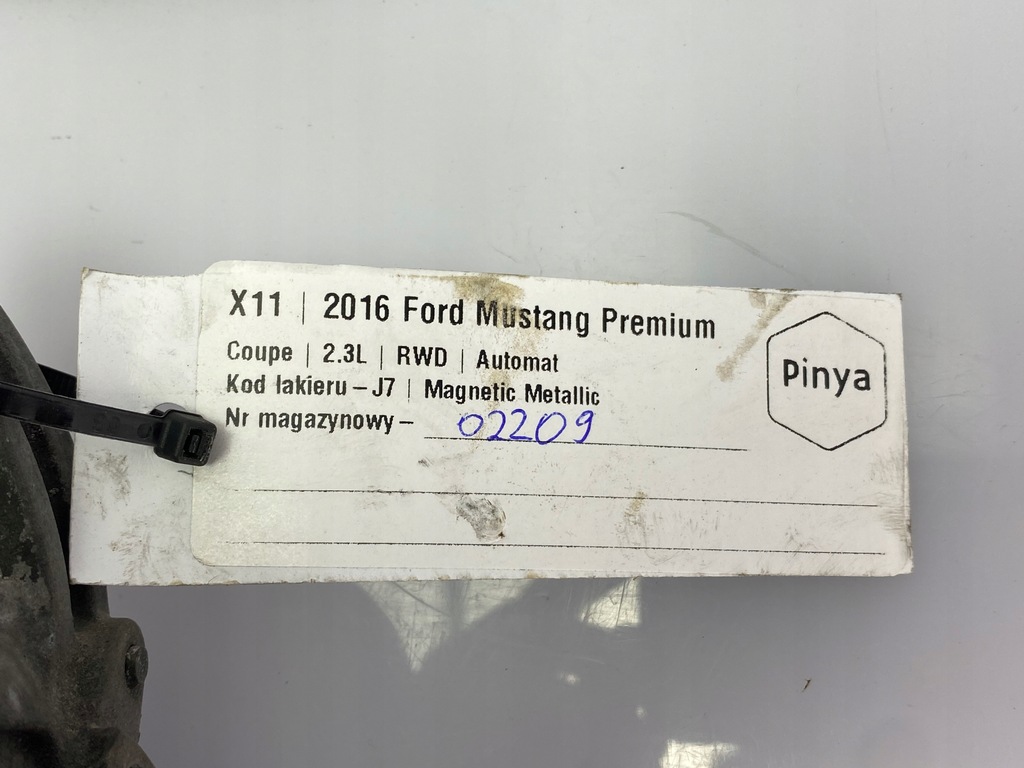 X11 | 2016 Ford Mustang Premium
Coupe | 2.3L | RWD | Automat
Kod lakieru – J7 | Magnetic Metallic
Nr magazynowy – 02209
Pinya